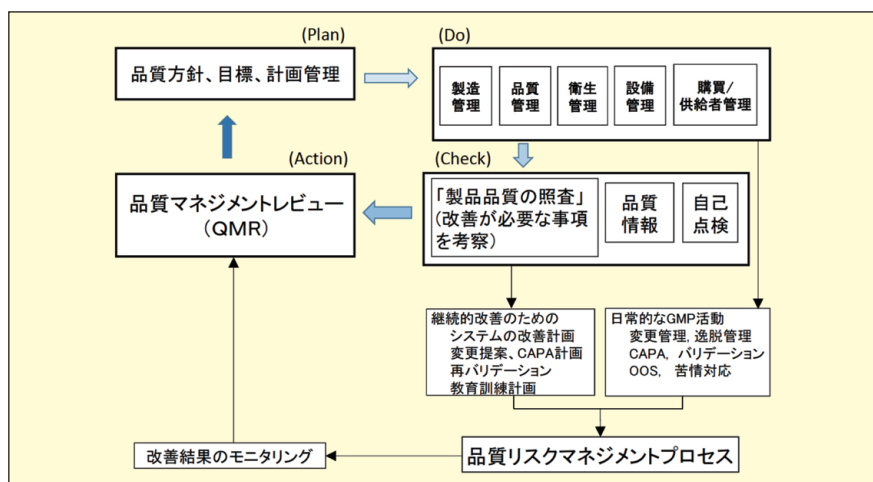 (Plan)
品質方針、目標、計画管理
(Do)
製造
管理
品質
管理
衛生
管理
設備
管理
購買/
供給者管理
(Action)
品質マネジメントレビュー
(QMR)
(Check)
「製品品質の照査」
(改善が必要な事項
を考察)
品質
情報
自己
点検
継続的改善のための
システムの改善計画
変更提案、CAPA計画
再バリデーション
教育訓練計画
日常的なGMP活動
変更管理, 逸脱管理
CAPA, バリデーション
OOS, 苦情対応
品質リスクマネジメントプロセス
改善結果のモニタリング